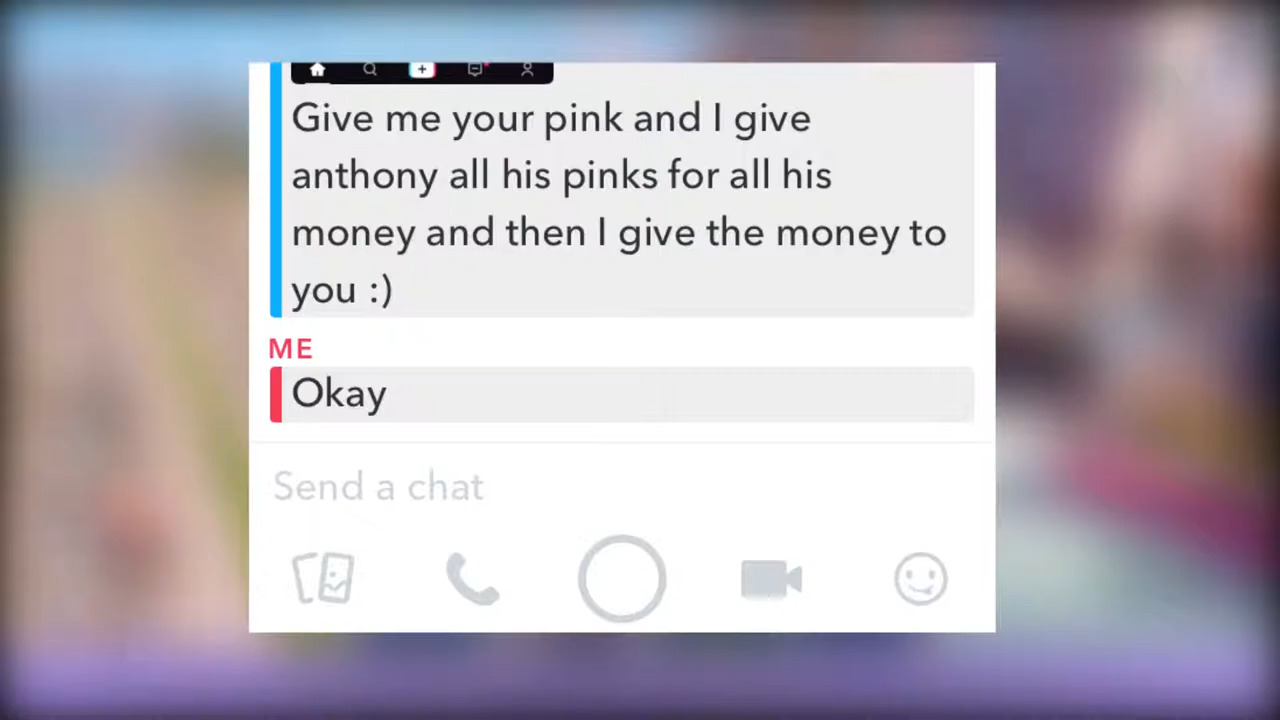 Give me your pink and I give
anthony all his pinks for all his
money and then I give the money to
you :)
ME
Okay
Send a chat